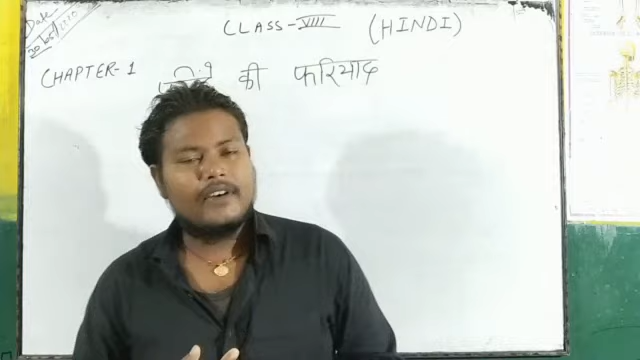 Date-
CLASS-VIII (HINDI)
CHAPTER-1 की फरियाद